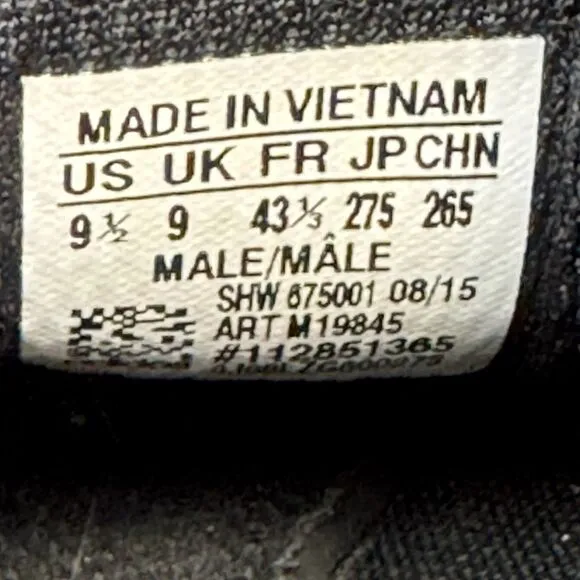 MADE IN VIETNAM
US UK FR JP CHN
9½ 9 43⅓ 275 265
MALE/MÂLE
SHW 675001 08/15
ART M19845
#112851365